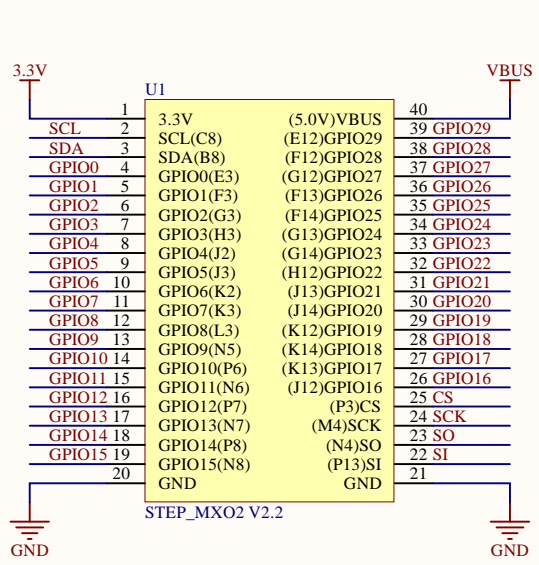 3.3V VBUS
U1
1 3.3V (5.0V)VBUS 40
SCL 2 SCL(C8) (E12)GPIO29 39 GPIO29
SDA 3 SDA(B8) (F12)GPIO28 38 GPIO28
GPIO0 4 GPIO0(E3) (G12)GPIO27 37 GPIO27
GPIO1 5 GPIO1(F3) (F13)GPIO26 36 GPIO26
GPIO2 6 GPIO2(G3) (F14)GPIO25 35 GPIO25
GPIO3 7 GPIO3(H3) (G13)GPIO24 34 GPIO24
GPIO4 8 GPIO4(J2) (G14)GPIO23 33 GPIO23
GPIO5 9 GPIO5(J3) (H12)GPIO22 32 GPIO22
GPIO6 10 GPIO6(K2) (J13)GPIO21 31 GPIO21
GPIO7 11 GPIO7(K3) (J14)GPIO20 30 GPIO20
GPIO8 12 GPIO8(L3) (K12)GPIO19 29 GPIO19
GPIO9 13 GPIO9(N5) (K14)GPIO18 28 GPIO18
GPIO10 14 GPIO10(P6) (K13)GPIO17 27 GPIO17
GPIO11 15 GPIO11(N6) (J12)GPIO16 26 GPIO16
GPIO12 16 GPIO12(P7) (P3)CS 25 CS
GPIO13 17 GPIO13(N7) (M4)SCK 24 SCK
GPIO14 18 GPIO14(P8) (N4)SO 23 SO
GPIO15 19 GPIO15(N8) (P13)SI 22 SI
20 GND GND 21
STEP_MXO2 V2.2
GND GND